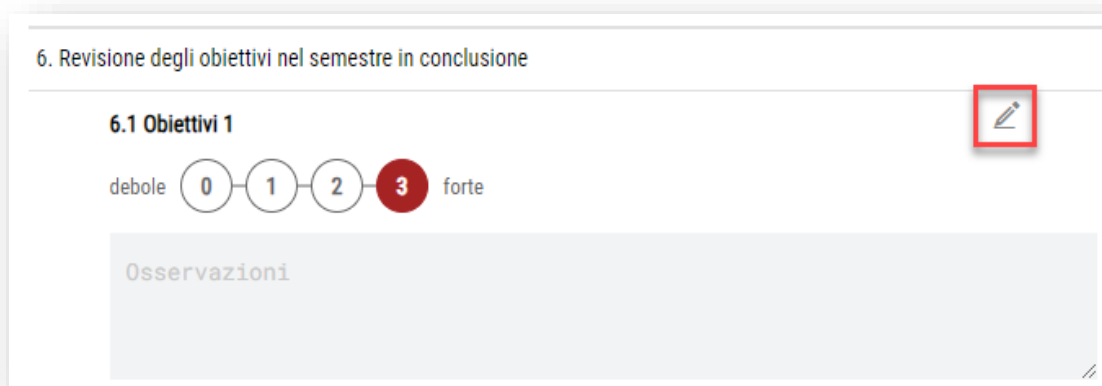 6. Revisione degli obiettivi nel semestre in conclusione
6.1 Obiettivi 1
debole 0 1 2 3 forte
Osservazioni